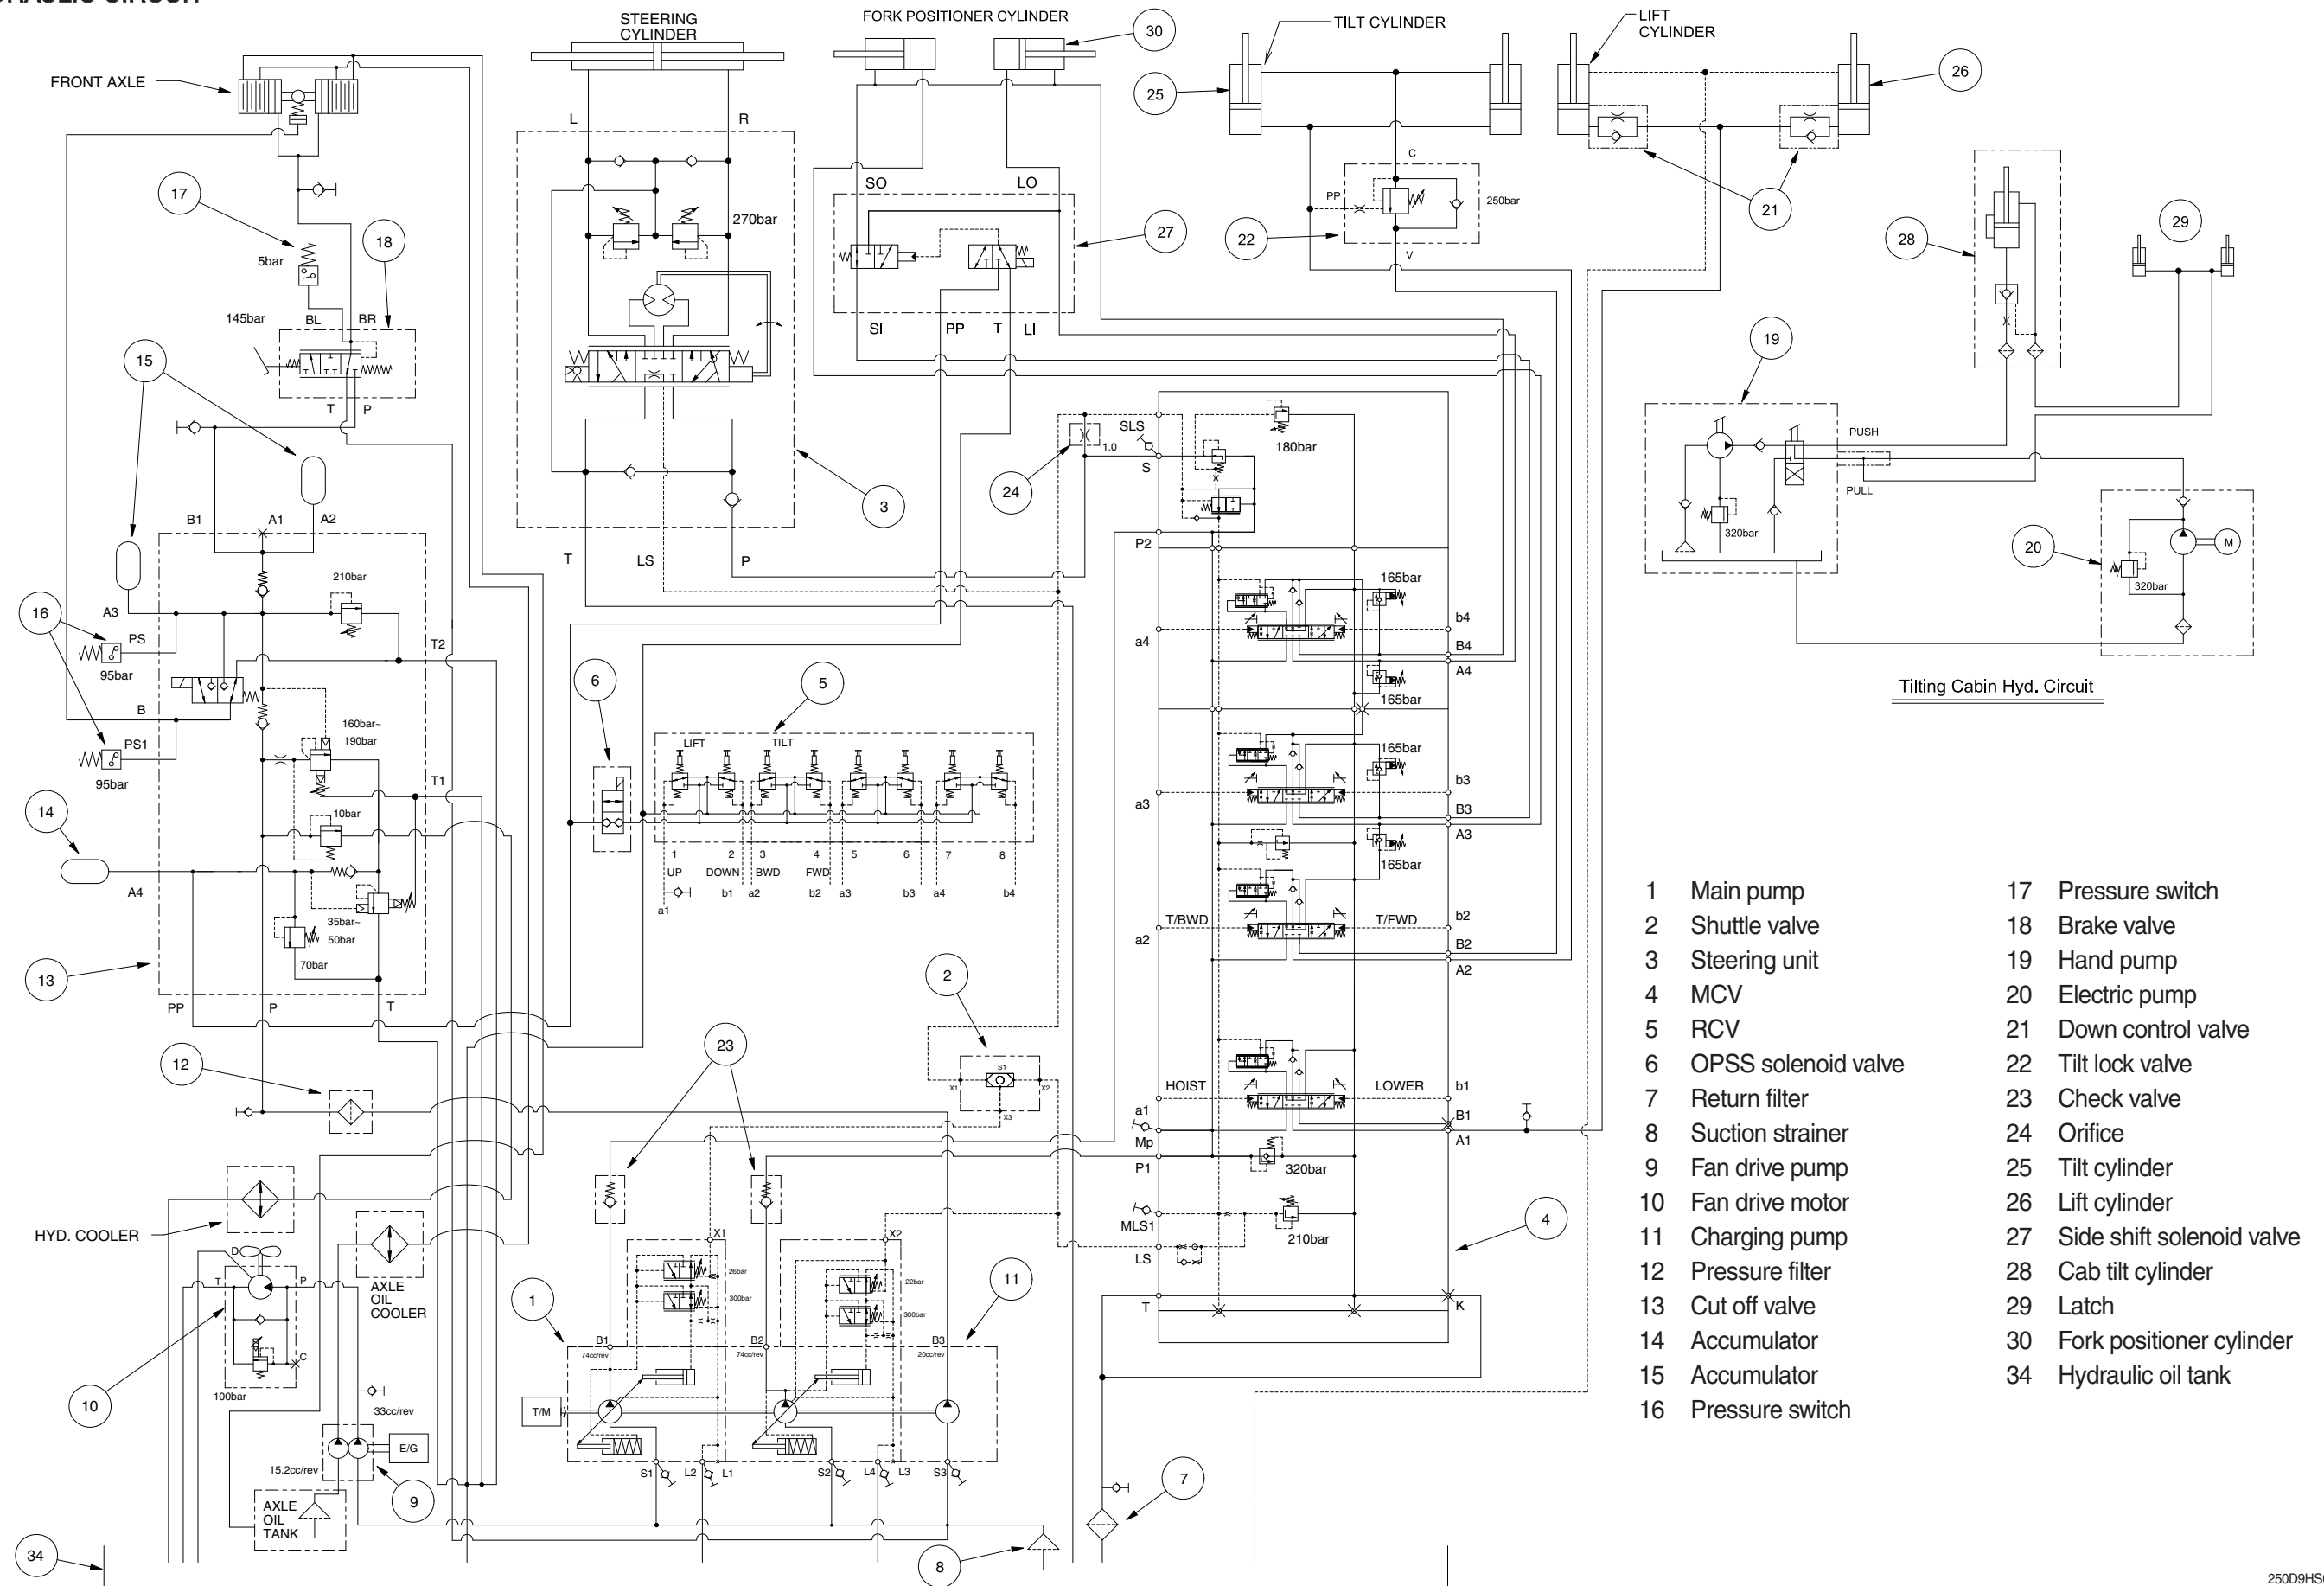 STEERING
CYLINDER
FORK POSITIONER CYLINDER
30
TILT CYLINDER
LIFT
CYLINDER
FRONT AXLE
25
26
L
R
17
5bar
18
145bar
BL
BR
T
P
15
270bar
3
T
LS
P
SO
LO
27
SI
PP
T
LI
C
PP
250bar
22
V
21
28
29
19
PUSH
PULL
320bar
20
M
320bar
Tilting Cabin Hyd. Circuit
B1
A1
A2
210bar
A3
16
PS
95bar
T2
B
PS1
95bar
160bar~
190bar
T1
10bar
14
A4
35bar~
50bar
70bar
13
PP
P
T
6
5
LIFT
TILT
1
2
3
4
5
6
7
8
UP
DOWN
BWD
FWD
a1
b1
a2
b2
a3
b3
a4
b4
24
1.0
SLS
S
180bar
P2
165bar
b4
a4
B4
A4
165bar
165bar
b3
a3
B3
A3
165bar
T/BWD
T/FWD
b2
a2
B2
A2
HOIST
LOWER
b1
a1
B1
Mp
A1
P1
320bar
MLS1
210bar
LS
4
T
K
2
S1
X1
X2
X3
23
12
HYD. COOLER
D
T
P
C
100bar
10
AXLE
OIL
COOLER
33cc/rev
E/G
15.2cc/rev
9
AXLE
OIL
TANK
34
1
X1
26bar
300bar
X2
22bar
300bar
11
B1
74cc/rev
B2
74cc/rev
B3
20cc/rev
T/M
S1
L2
L1
S2
L4
L3
S3
8
7
1 Main pump
2 Shuttle valve
3 Steering unit
4 MCV
5 RCV
6 OPSS solenoid valve
7 Return filter
8 Suction strainer
9 Fan drive pump
10 Fan drive motor
11 Charging pump
12 Pressure filter
13 Cut off valve
14 Accumulator
15 Accumulator
16 Pressure switch
17 Pressure switch
18 Brake valve
19 Hand pump
20 Electric pump
21 Down control valve
22 Tilt lock valve
23 Check valve
24 Orifice
25 Tilt cylinder
26 Lift cylinder
27 Side shift solenoid valve
28 Cab tilt cylinder
29 Latch
30 Fork positioner cylinder
34 Hydraulic oil tank